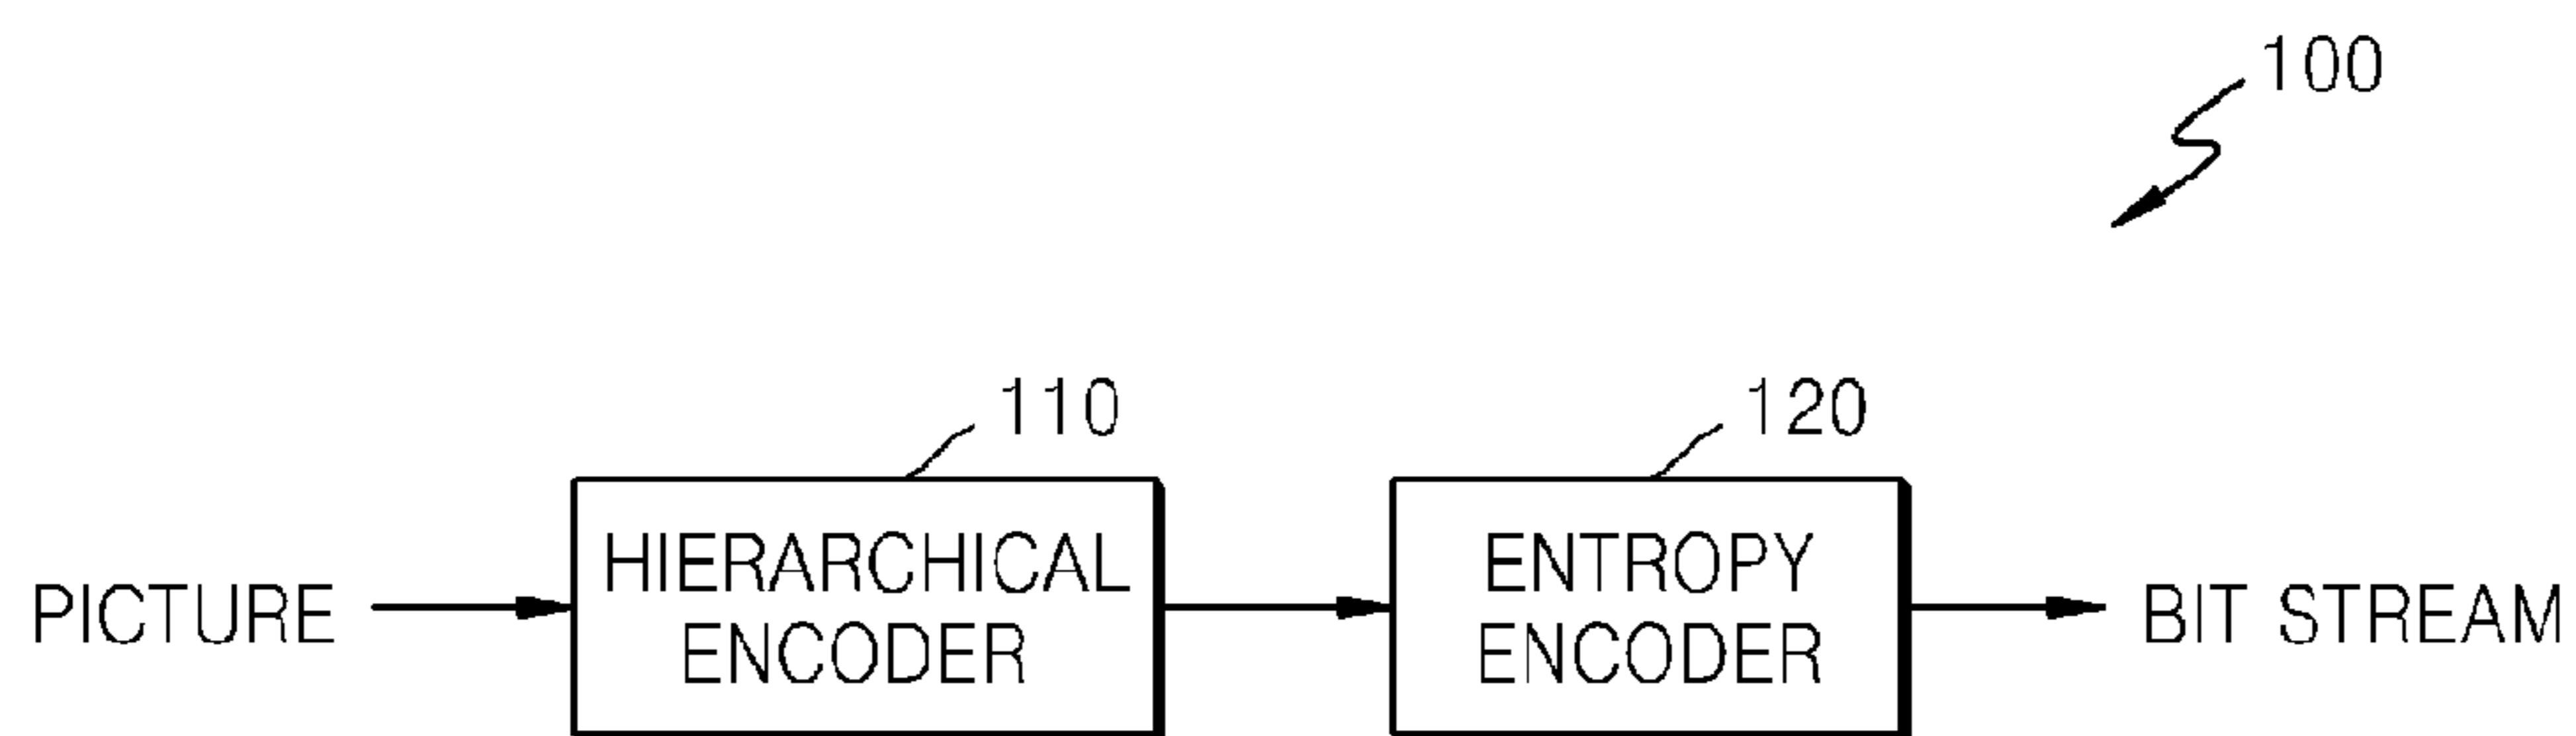 100
110
120
PICTURE
HIERARCHICAL
ENCODER
ENTROPY
ENCODER
BIT STREAM